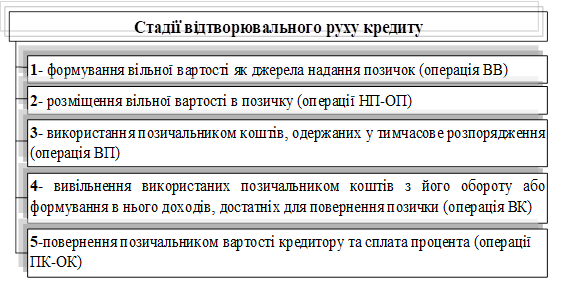 Стадії відтворювального руху кредиту
1- формування вільної вартості як джерела надання позичок (операція ВВ)
2- розміщення вільної вартості в позичку (операції НП-ОП)
3- використання позичальником коштів, одержаних у тимчасове розпорядження
(операція ВП)
4- вивільнення використаних позичальником коштів з його обороту або
формування в нього доходів, достатніх для повернення позички (операція ВК)
5-повернення позичальником вартості кредитору та сплата процента (операції
ПК-ОК)